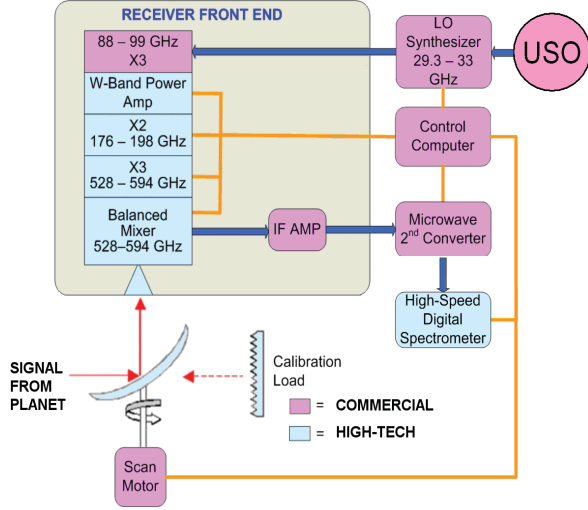 RECEIVER FRONT END
88 – 99 GHz
X3
W-Band Power
Amp
X2
176 – 198 GHz
X3
528 – 594 GHz
Balanced
Mixer
528–594 GHz
IF AMP
LO
Synthesizer
29.3 – 33
GHz
USO
Control
Computer
Microwave
2nd Converter
High-Speed
Digital
Spectrometer
SIGNAL
FROM
PLANET
Calibration
Load
= COMMERCIAL
= HIGH-TECH
Scan
Motor